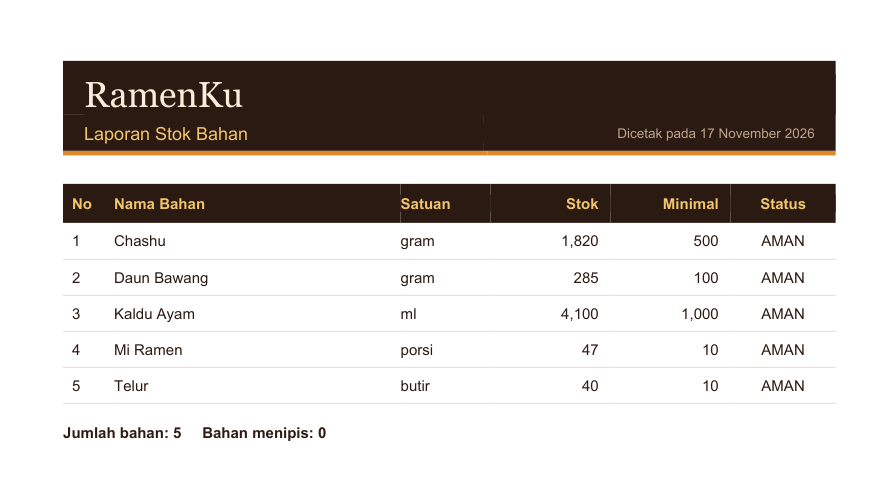 RamenKu
Laporan Stok Bahan Dicetak pada 17 November 2026
No Nama Bahan Satuan Stok Minimal Status
1 Chashu gram 1,820 500 AMAN
2 Daun Bawang gram 285 100 AMAN
3 Kaldu Ayam ml 4,100 1,000 AMAN
4 Mi Ramen porsi 47 10 AMAN
5 Telur butir 40 10 AMAN
Jumlah bahan: 5 Bahan menipis: 0